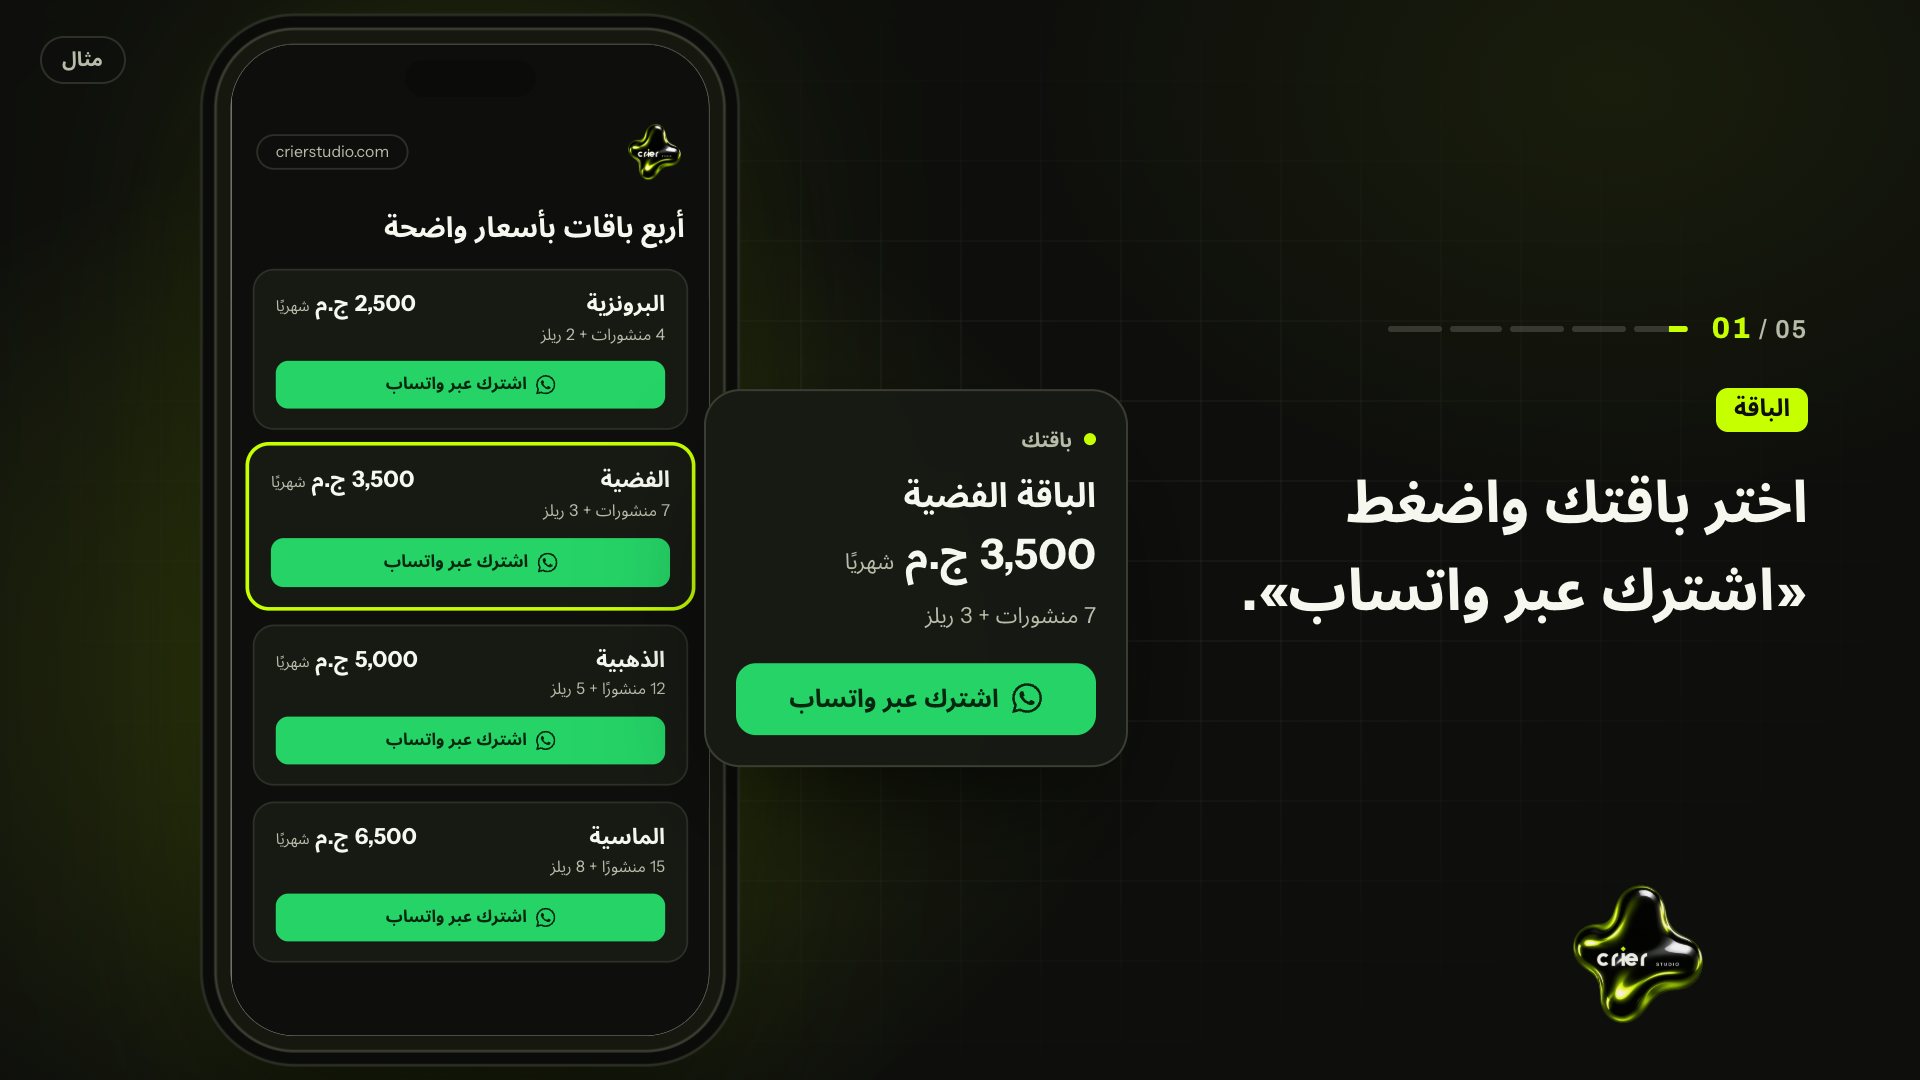 مثال
crierstudio.com
crier STUDIO
أربع باقات بأسعار واضحة
البرونزية
2,500 ج.م شهريًا
4 منشورات + 2 ريلز
اشترك عبر واتساب
الفضية
3,500 ج.م شهريًا
7 منشورات + 3 ريلز
اشترك عبر واتساب
الذهبية
5,000 ج.م شهريًا
12 منشورًا + 5 ريلز
اشترك عبر واتساب
الماسية
6,500 ج.م شهريًا
15 منشورًا + 8 ريلز
اشترك عبر واتساب
باقتك
الباقة الفضية
3,500 ج.م شهريًا
7 منشورات + 3 ريلز
اشترك عبر واتساب
01 / 05
الباقة
اختر باقتك واضغط
«اشترك عبر واتساب».
crier STUDIO